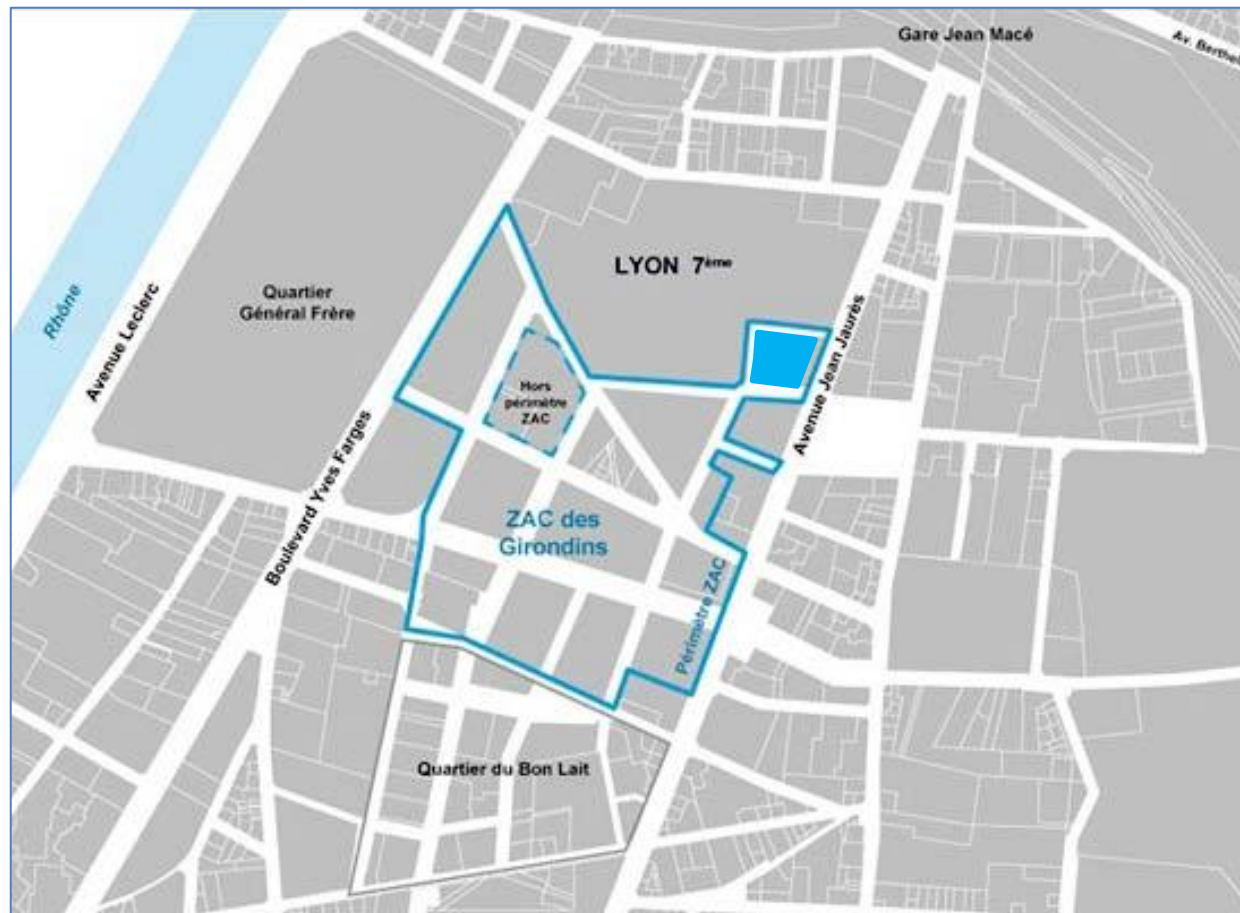 Gare Jean Macé
Av. Berthel
LYON 7ème
Quartier
Général Frère
Rhône
Avenue Leclerc
Hors
périmètre
ZAC
Avenue Jean Jaurès
Boulevard Yves Farges
ZAC des
Girondins
Périmètre ZAC
Quartier du Bon Lait